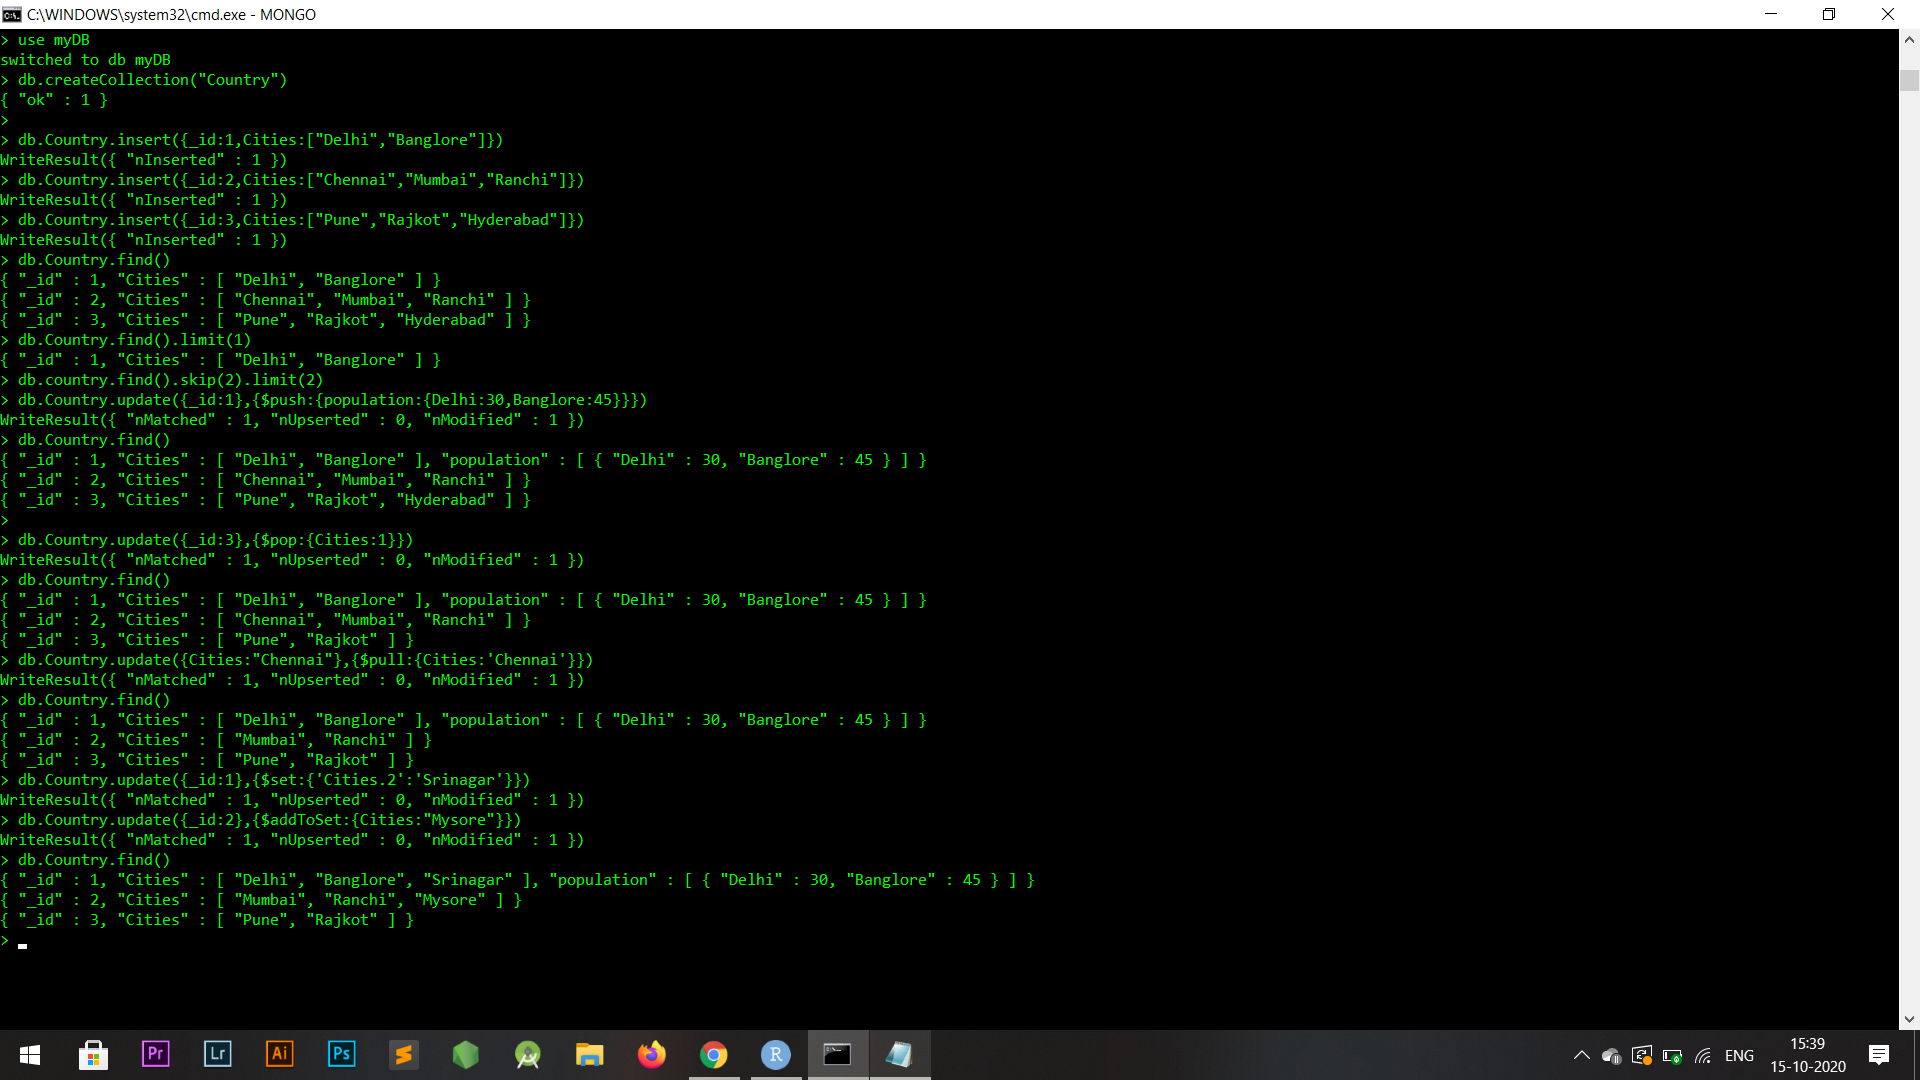 C:\WINDOWS\system32\cmd.exe - MONGO
> use myDB
switched to db myDB
> db.createCollection("Country")
{ "ok" : 1 }
>
> db.Country.insert({_id:1,Cities:["Delhi","Banglore"]})
WriteResult({ "nInserted" : 1 })
> db.Country.insert({_id:2,Cities:["Chennai","Mumbai","Ranchi"]})
WriteResult({ "nInserted" : 1 })
> db.Country.insert({_id:3,Cities:["Pune","Rajkot","Hyderabad"]})
WriteResult({ "nInserted" : 1 })
> db.Country.find()
{ "_id" : 1, "Cities" : [ "Delhi", "Banglore" ] }
{ "_id" : 2, "Cities" : [ "Chennai", "Mumbai", "Ranchi" ] }
{ "_id" : 3, "Cities" : [ "Pune", "Rajkot", "Hyderabad" ] }
> db.Country.find().limit(1)
{ "_id" : 1, "Cities" : [ "Delhi", "Banglore" ] }
> db.country.find().skip(2).limit(2)
> db.Country.update({_id:1},{$push:{population:{Delhi:30,Banglore:45}}})
WriteResult({ "nMatched" : 1, "nUpserted" : 0, "nModified" : 1 })
> db.Country.find()
{ "_id" : 1, "Cities" : [ "Delhi", "Banglore" ], "population" : [ { "Delhi" : 30, "Banglore" : 45 } ] }
{ "_id" : 2, "Cities" : [ "Chennai", "Mumbai", "Ranchi" ] }
{ "_id" : 3, "Cities" : [ "Pune", "Rajkot", "Hyderabad" ] }
>
> db.Country.update({_id:3},{$pop:{Cities:1}})
WriteResult({ "nMatched" : 1, "nUpserted" : 0, "nModified" : 1 })
> db.Country.find()
{ "_id" : 1, "Cities" : [ "Delhi", "Banglore" ], "population" : [ { "Delhi" : 30, "Banglore" : 45 } ] }
{ "_id" : 2, "Cities" : [ "Chennai", "Mumbai", "Ranchi" ] }
{ "_id" : 3, "Cities" : [ "Pune", "Rajkot" ] }
> db.Country.update({Cities:"Chennai"},{$pull:{Cities:'Chennai'}})
WriteResult({ "nMatched" : 1, "nUpserted" : 0, "nModified" : 1 })
> db.Country.find()
{ "_id" : 1, "Cities" : [ "Delhi", "Banglore" ], "population" : [ { "Delhi" : 30, "Banglore" : 45 } ] }
{ "_id" : 2, "Cities" : [ "Mumbai", "Ranchi" ] }
{ "_id" : 3, "Cities" : [ "Pune", "Rajkot" ] }
> db.Country.update({_id:1},{$set:{'Cities.2':'Srinagar'}})
WriteResult({ "nMatched" : 1, "nUpserted" : 0, "nModified" : 1 })
> db.Country.update({_id:2},{$addToSet:{Cities:"Mysore"}})
WriteResult({ "nMatched" : 1, "nUpserted" : 0, "nModified" : 1 })
> db.Country.find()
{ "_id" : 1, "Cities" : [ "Delhi", "Banglore", "Srinagar" ], "population" : [ { "Delhi" : 30, "Banglore" : 45 } ] }
{ "_id" : 2, "Cities" : [ "Mumbai", "Ranchi", "Mysore" ] }
{ "_id" : 3, "Cities" : [ "Pune", "Rajkot" ] }
>
Pr Lr Ai Ps R ENG
15:39
15-10-2020